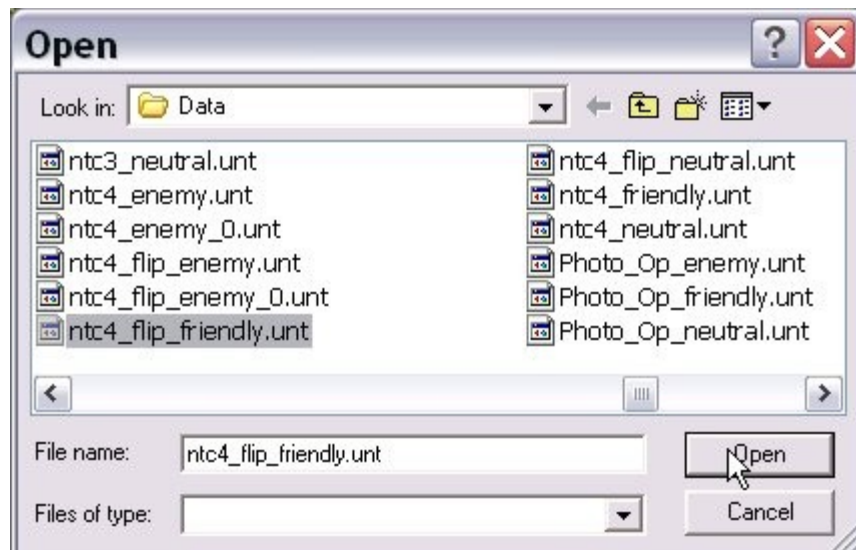 Open
Look in: Data
ntc3_neutral.unt
ntc4_enemy.unt
ntc4_enemy_0.unt
ntc4_flip_enemy.unt
ntc4_flip_enemy_0.unt
ntc4_flip_friendly.unt
ntc4_flip_neutral.unt
ntc4_friendly.unt
ntc4_neutral.unt
Photo_Op_enemy.unt
Photo_Op_friendly.unt
Photo_Op_neutral.unt
File name: ntc4_flip_friendly.unt Open
Files of type: Cancel